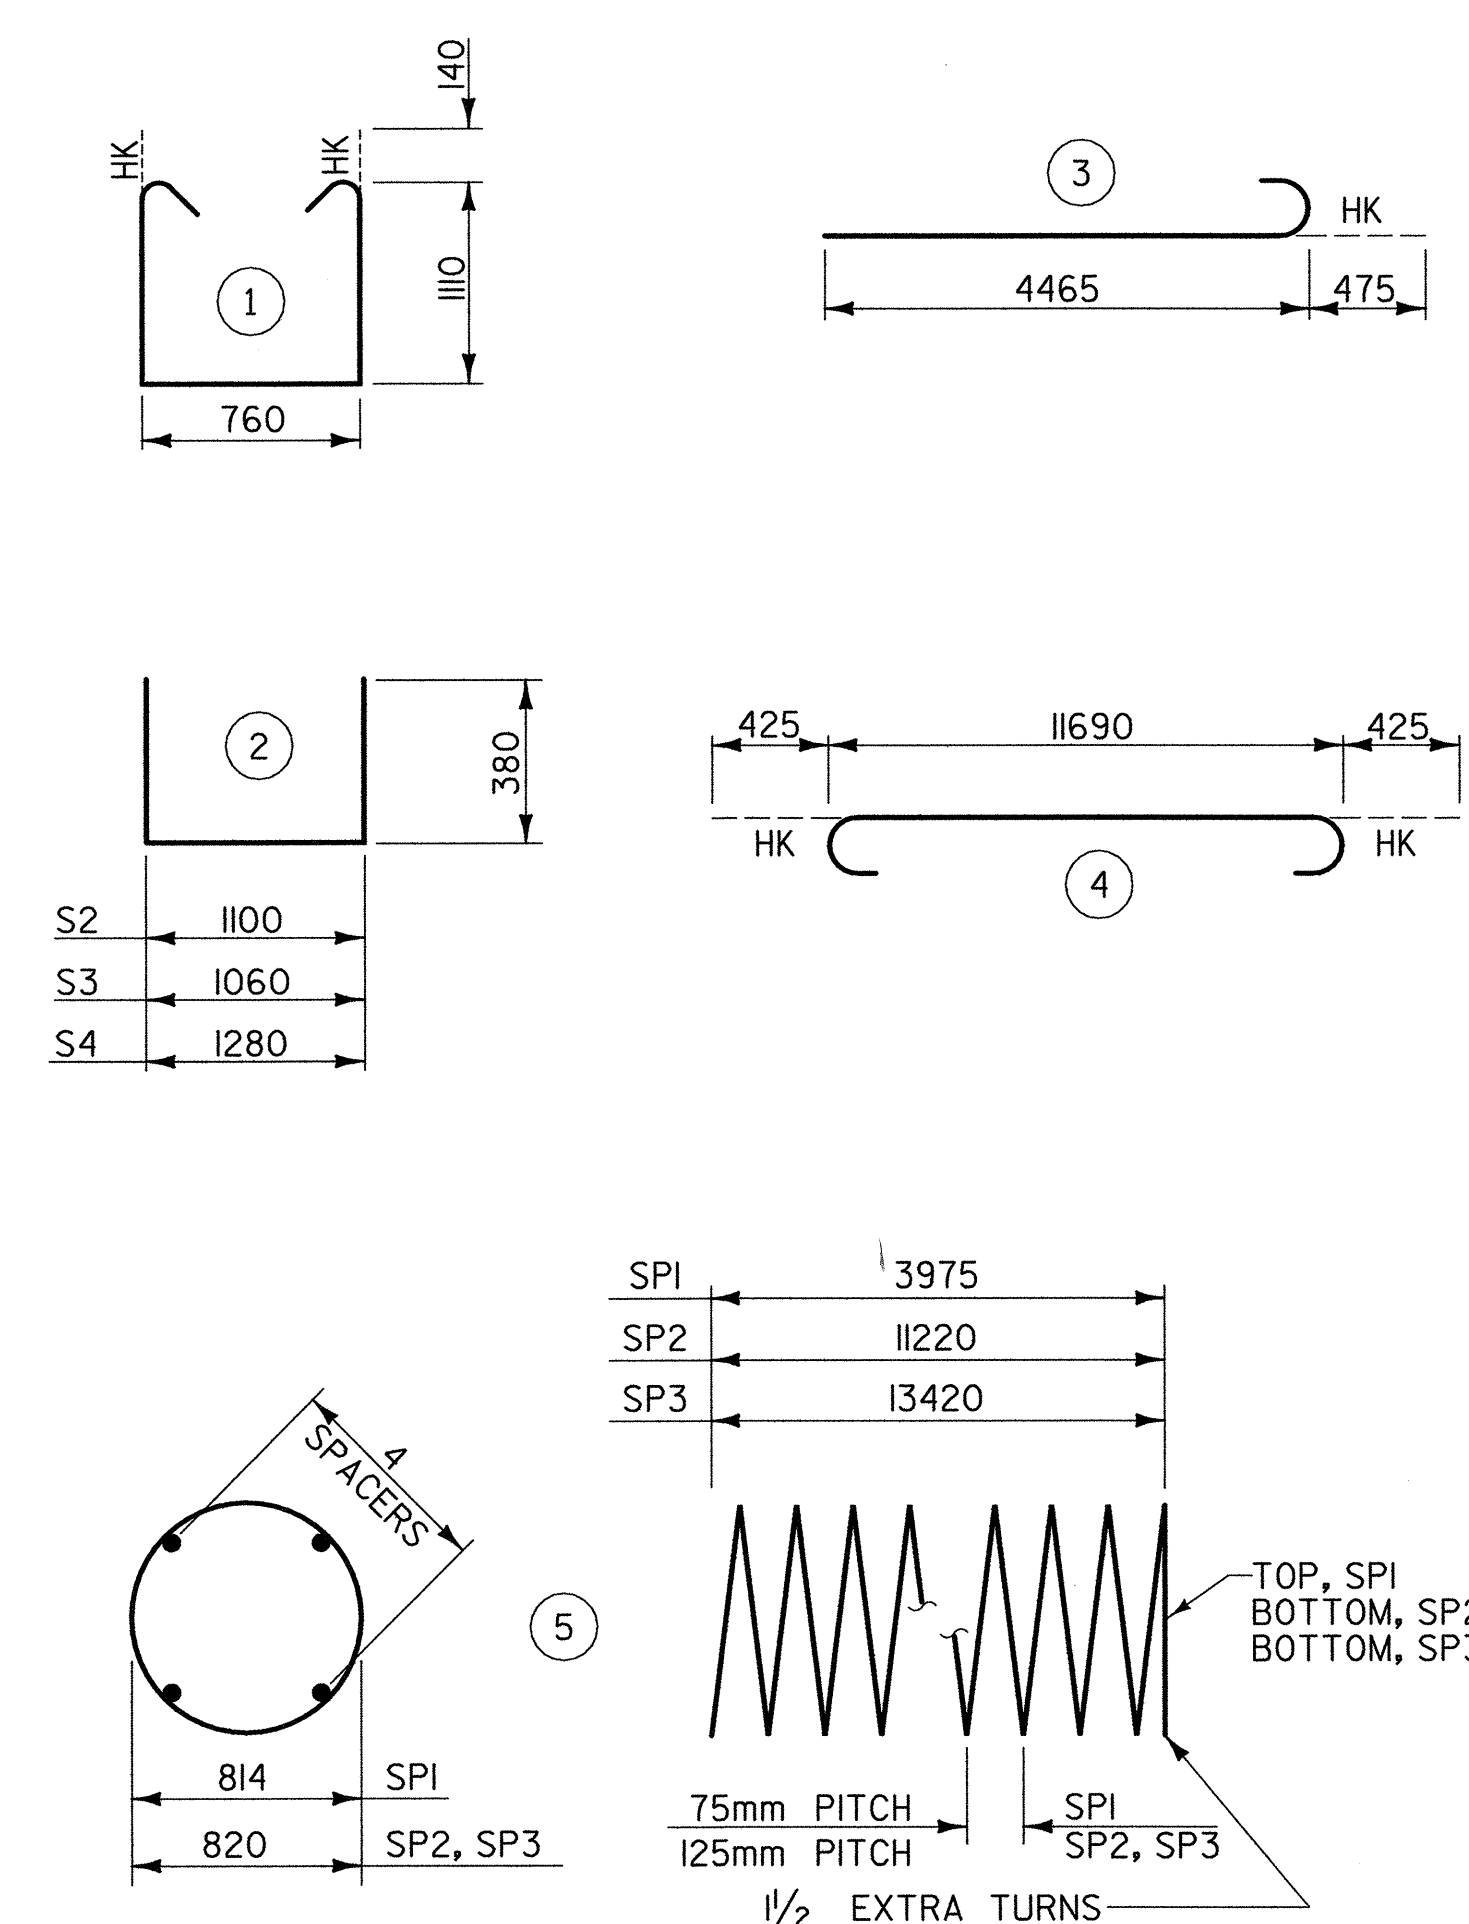 140
HK HK
1110
1
760
3
HK
4465 475
2
380
S2 1100
S3 1060
S4 1280
425 11690 425
HK HK
4
SP1 3975
SP2 11220
SP3 13420
4
SPACERS
5
814 SP1
820 SP2, SP3
TOP, SP1
BOTTOM, SP2
BOTTOM, SP3
75mm PITCH SP1
125mm PITCH SP2, SP3
1 1/2 EXTRA TURNS